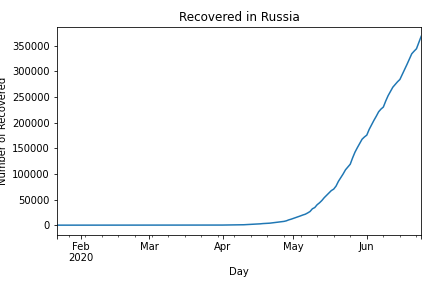 Recovered in Russia
Number of Recovered
350000
300000
250000
200000
150000
100000
50000
0
Feb
2020
Mar
Apr
May
Jun
Day